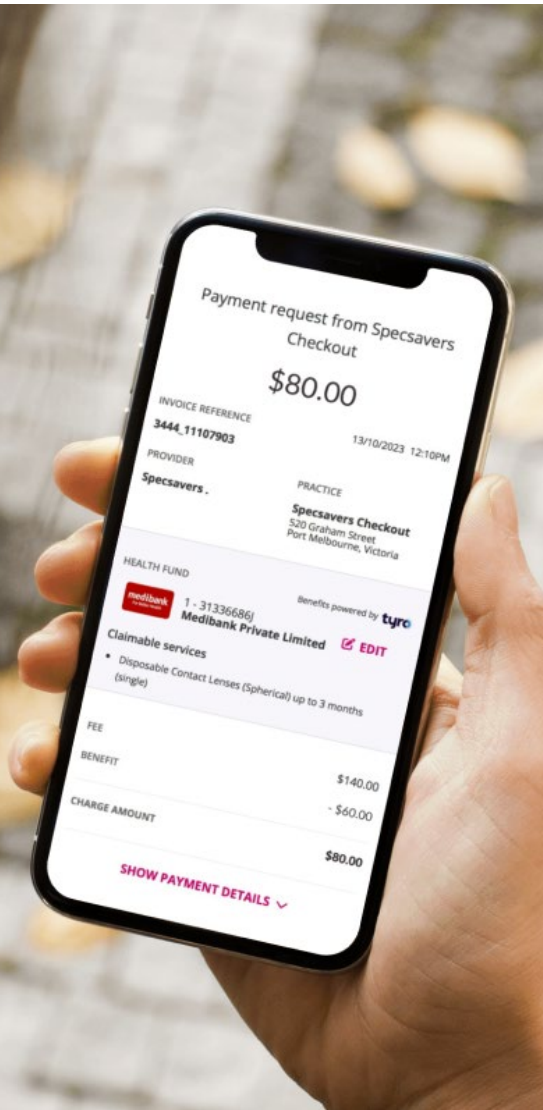 Payment request from Specsavers
Checkout
$80.00
INVOICE REFERENCE
3444_11107903
13/10/2023 12:10PM
PROVIDER
Specsavers .
PRACTICE
Specsavers Checkout
520 Graham Street
Port Melbourne, Victoria
HEALTH FUND
Benefits powered by tyro
medibank
For Better Health
1 - 31336686J
Medibank Private Limited
EDIT
Claimable services
• Disposable Contact Lenses (Spherical) up to 3 months
(single)
FEE
$140.00
BENEFIT
- $60.00
CHARGE AMOUNT
$80.00
SHOW PAYMENT DETAILS